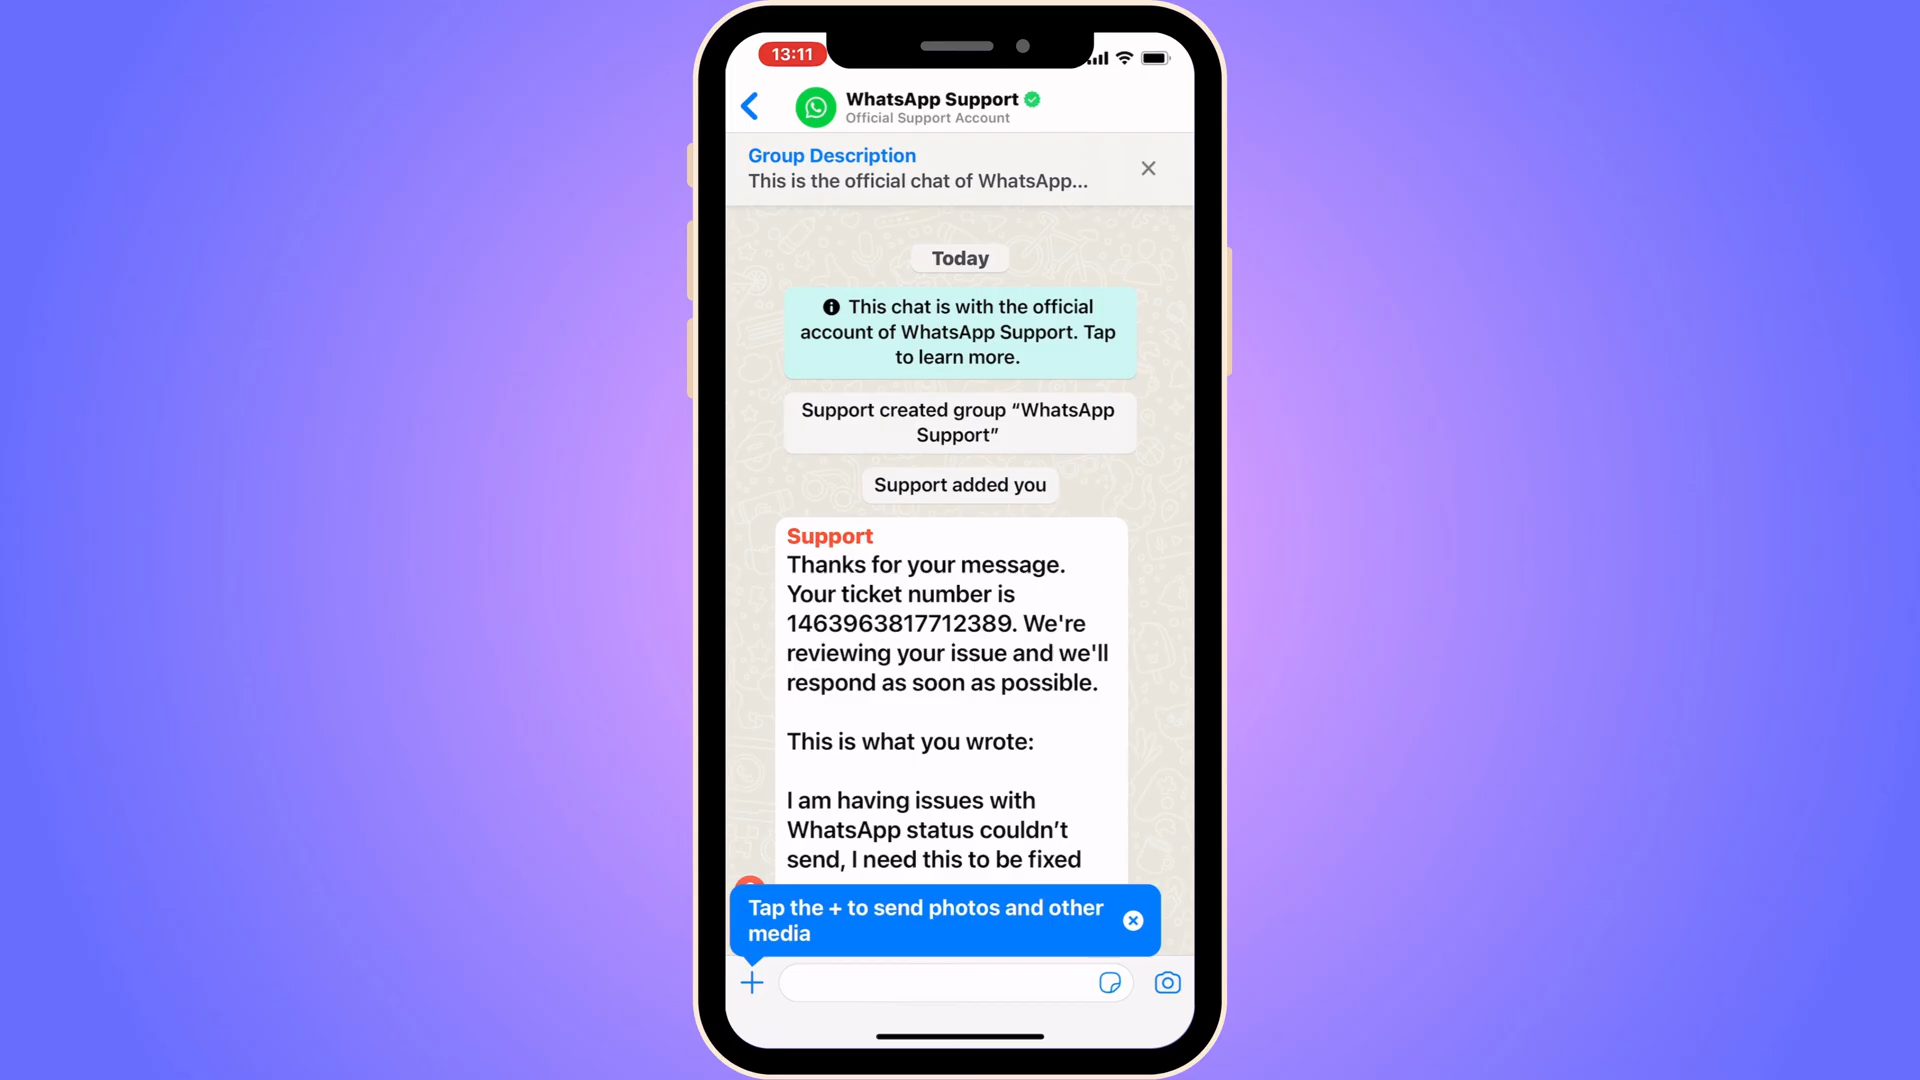 13:11
WhatsApp Support
Official Support Account
Group Description
This is the official chat of WhatsApp...
Today
This chat is with the official
account of WhatsApp Support. Tap
to learn more.
Support created group “WhatsApp
Support”
Support added you
Support
Thanks for your message.
Your ticket number is
1463963817712389. We're
reviewing your issue and we'll
respond as soon as possible.
This is what you wrote:
I am having issues with
WhatsApp status couldn’t
send, I need this to be fixed
Tap the + to send photos and other
media